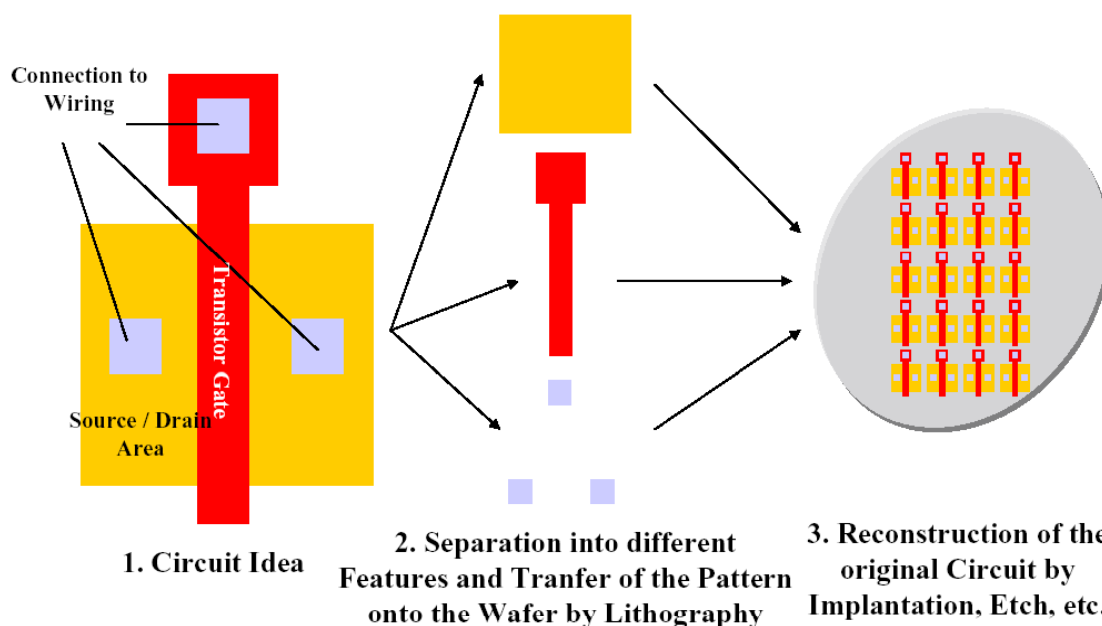 Connection to
Wiring
Transistor Gate
Source / Drain
Area
1. Circuit Idea
2. Separation into different
Features and Tranfer of the Pattern
onto the Wafer by Lithography
3. Reconstruction of the
original Circuit by
Implantation, Etch, etc.